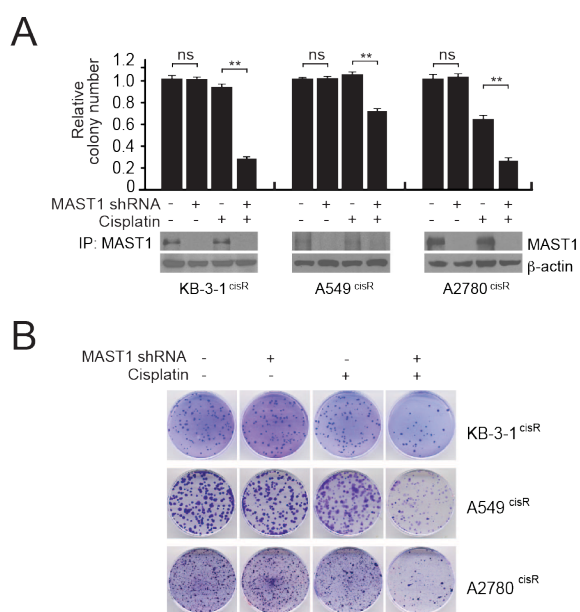 A
Relative
colony number
1.2
1.0
0.8
0.6
0.4
0.2
0
ns
**
ns
**
ns
**
MAST1 shRNA - + - + - + - + - + - +
Cisplatin - - + + - - + + - - + +
IP: MAST1
MAST1
β-actin
KB-3-1 cisR
A549 cisR
A2780 cisR
B
MAST1 shRNA - + - +
Cisplatin - - + +
KB-3-1 cisR
A549 cisR
A2780 cisR